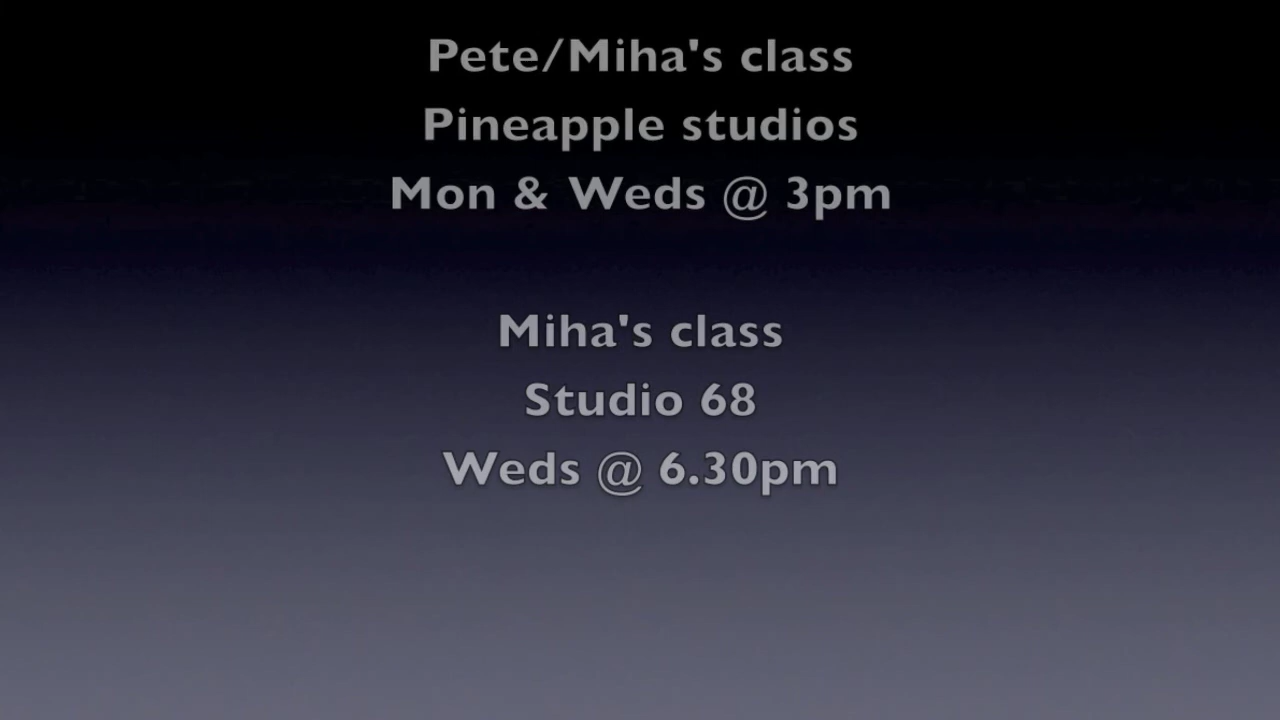 Pete/Miha's class
Pineapple studios
Mon & Weds @ 3pm
Miha's class
Studio 68
Weds @ 6.30pm